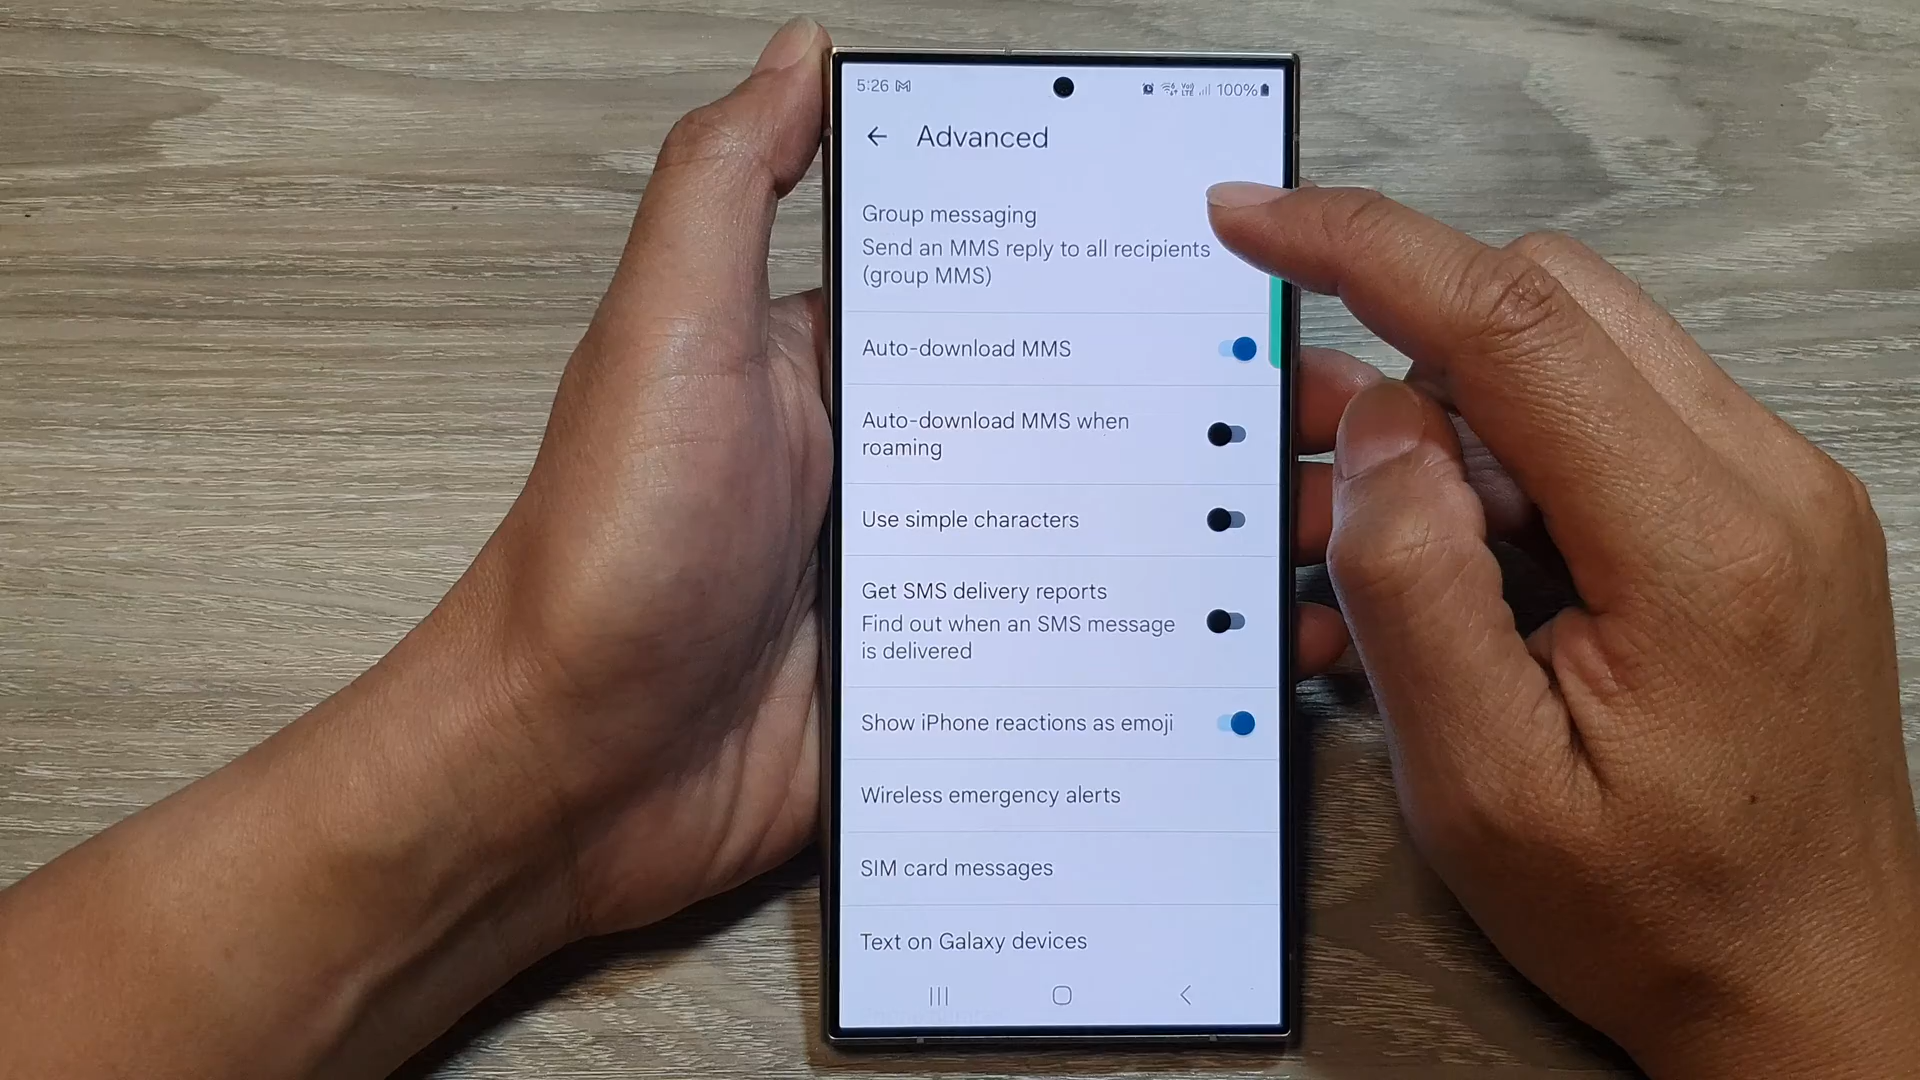 5:26
Vo)
LTE
100%
Advanced
Group messaging
Send an MMS reply to all recipients
(group MMS)
Auto-download MMS
Auto-download MMS when
roaming
Use simple characters
Get SMS delivery reports
Find out when an SMS message
is delivered
Show iPhone reactions as emoji
Wireless emergency alerts
SIM card messages
Text on Galaxy devices